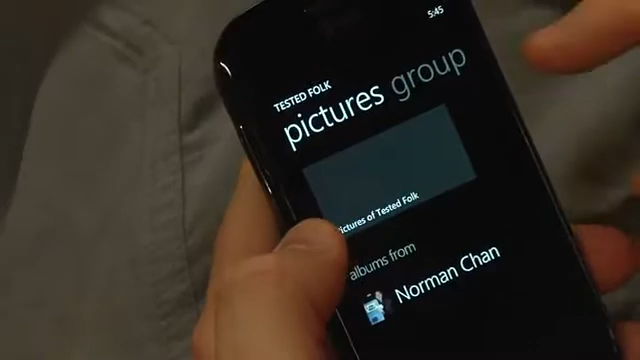 5:45
TESTED FOLK
pictures group
ictures of Tested Folk
albums from
Norman Chan